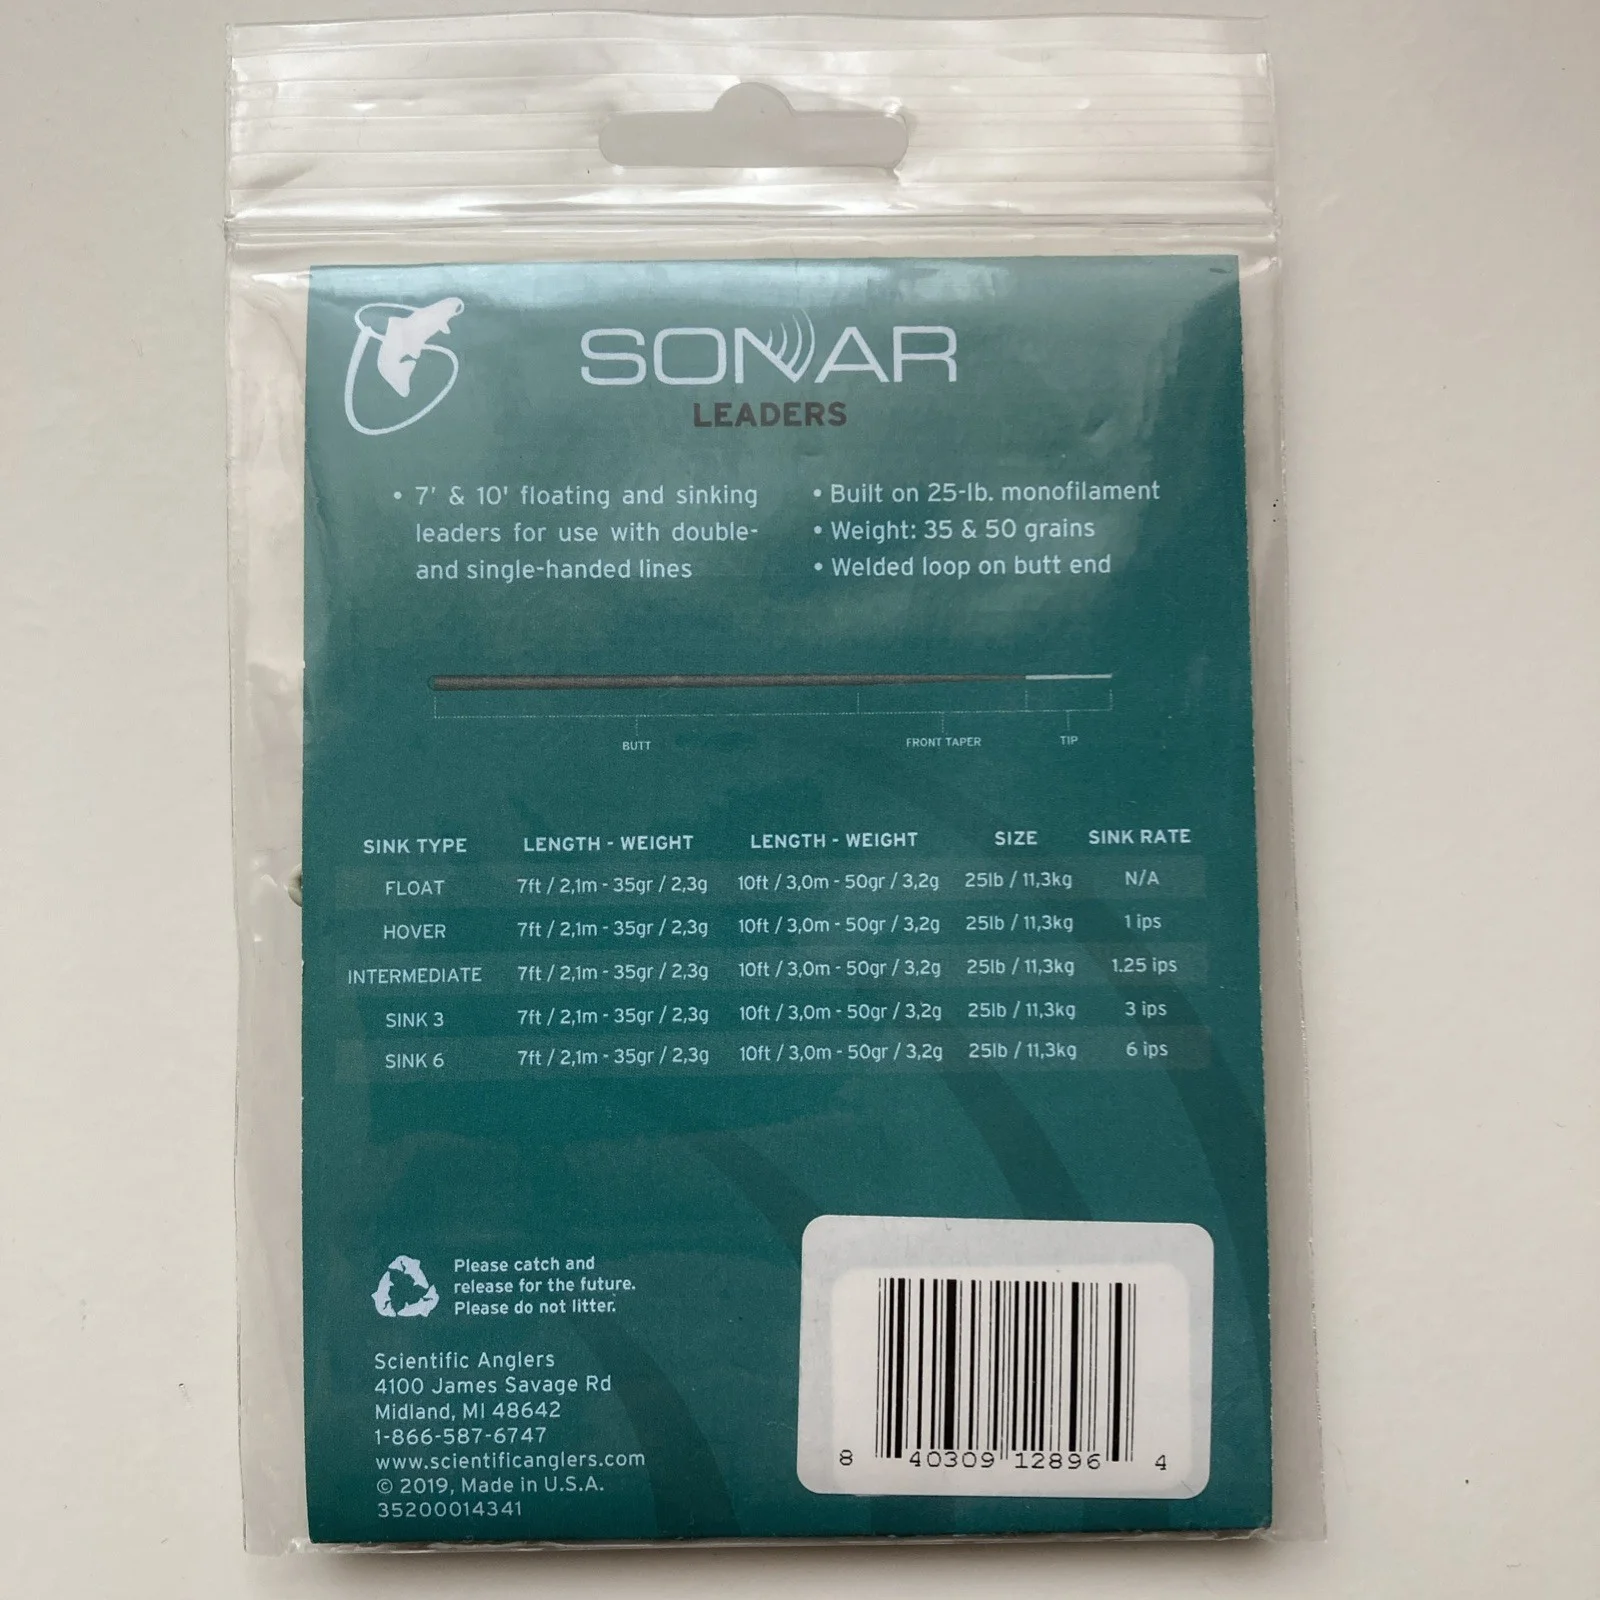 SONAR
LEADERS
• 7' & 10' floating and sinking
leaders for use with double-
and single-handed lines
• Built on 25-lb. monofilament
• Weight: 35 & 50 grains
• Welded loop on butt end
BUTT
FRONT TAPER
TIP
SINK TYPE LENGTH - WEIGHT LENGTH - WEIGHT SIZE SINK RATE
FLOAT 7ft / 2,1m - 35gr / 2,3g 10ft / 3,0m - 50gr / 3,2g 25lb / 11,3kg N/A
HOVER 7ft / 2,1m - 35gr / 2,3g 10ft / 3,0m - 50gr / 3,2g 25lb / 11,3kg 1 ips
INTERMEDIATE 7ft / 2,1m - 35gr / 2,3g 10ft / 3,0m - 50gr / 3,2g 25lb / 11,3kg 1.25 ips
SINK 3 7ft / 2,1m - 35gr / 2,3g 10ft / 3,0m - 50gr / 3,2g 25lb / 11,3kg 3 ips
SINK 6 7ft / 2,1m - 35gr / 2,3g 10ft / 3,0m - 50gr / 3,2g 25lb / 11,3kg 6 ips
Please catch and
release for the future.
Please do not litter.
Scientific Anglers
4100 James Savage Rd
Midland, MI 48642
1-866-587-6747
www.scientificanglers.com
© 2019, Made in U.S.A.
35200014341
8 40309 12896 4